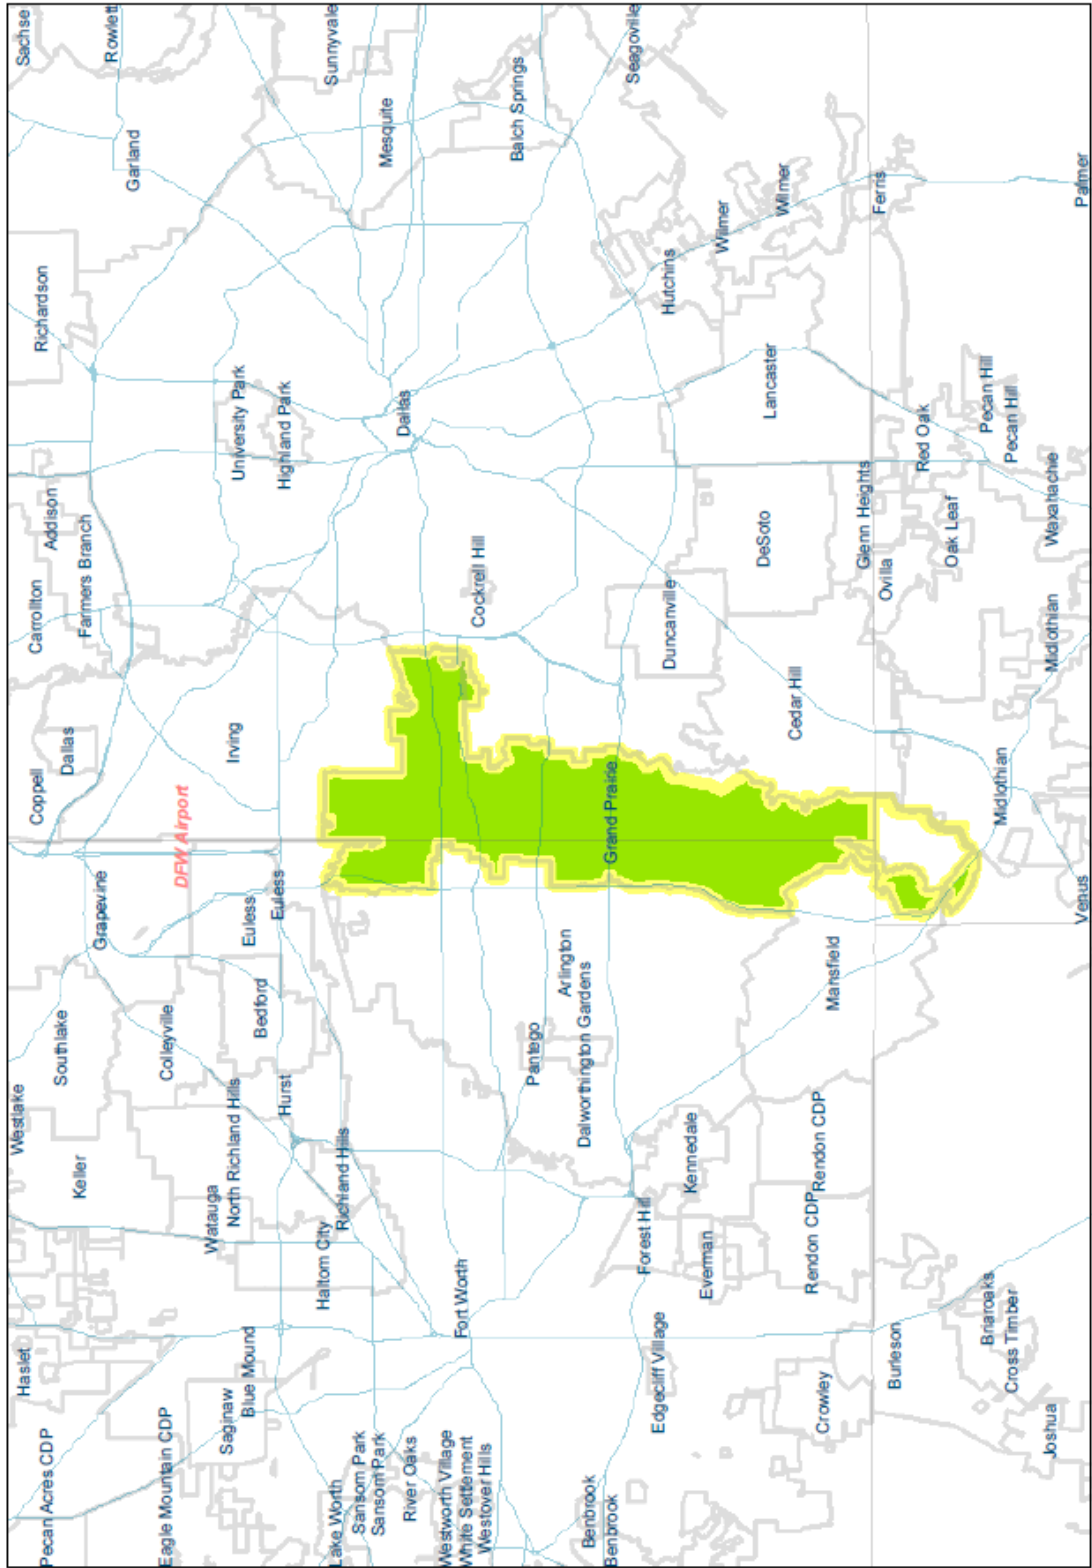 Haslet
Westlake
Sachse
Coppell
Carrollton
Richardson
Pecan Acres CDP
Addison
Southlake
Dallas
Keller
Farmers Branch
Grapevine
Rowlett
Garland
Eagle Mountain CDP
Colleyville
DFW Airport
Watauga
Saginaw
North Richland Hills
Irving
University Park
Blue Mound
Euless
Bedford
Euless
Hurst
Highland Park
Haltom City
Sunnyvale
Lake Worth
Richland Hills
Sansom Park
Sansom Park
Mesquite
Dallas
River Oaks
Westworth Village
Fort Worth
White Settlement
Westover Hills
Cockrell Hill
Balch Springs
Pantego
Arlington
Benbrook
Dalworthington Gardens
Grand Prairie
Benbrook
Seagoville
Forest Hill
Edgecliff Village
Duncanville
Hutchins
Kennedale
Everman
Wilmer
DeSoto
Lancaster
Wilmer
Cedar Hill
Rendon CDP
Rendon CDP
Crowley
Mansfield
Glenn Heights
Ferris
Ovilla
Burleson
Red Oak
Oak Leaf
Briaroaks
Pecan Hill
Midlothian
Cross Timber
Pecan Hill
Joshua
Midlothian
Waxahachie
Venus
Palmer